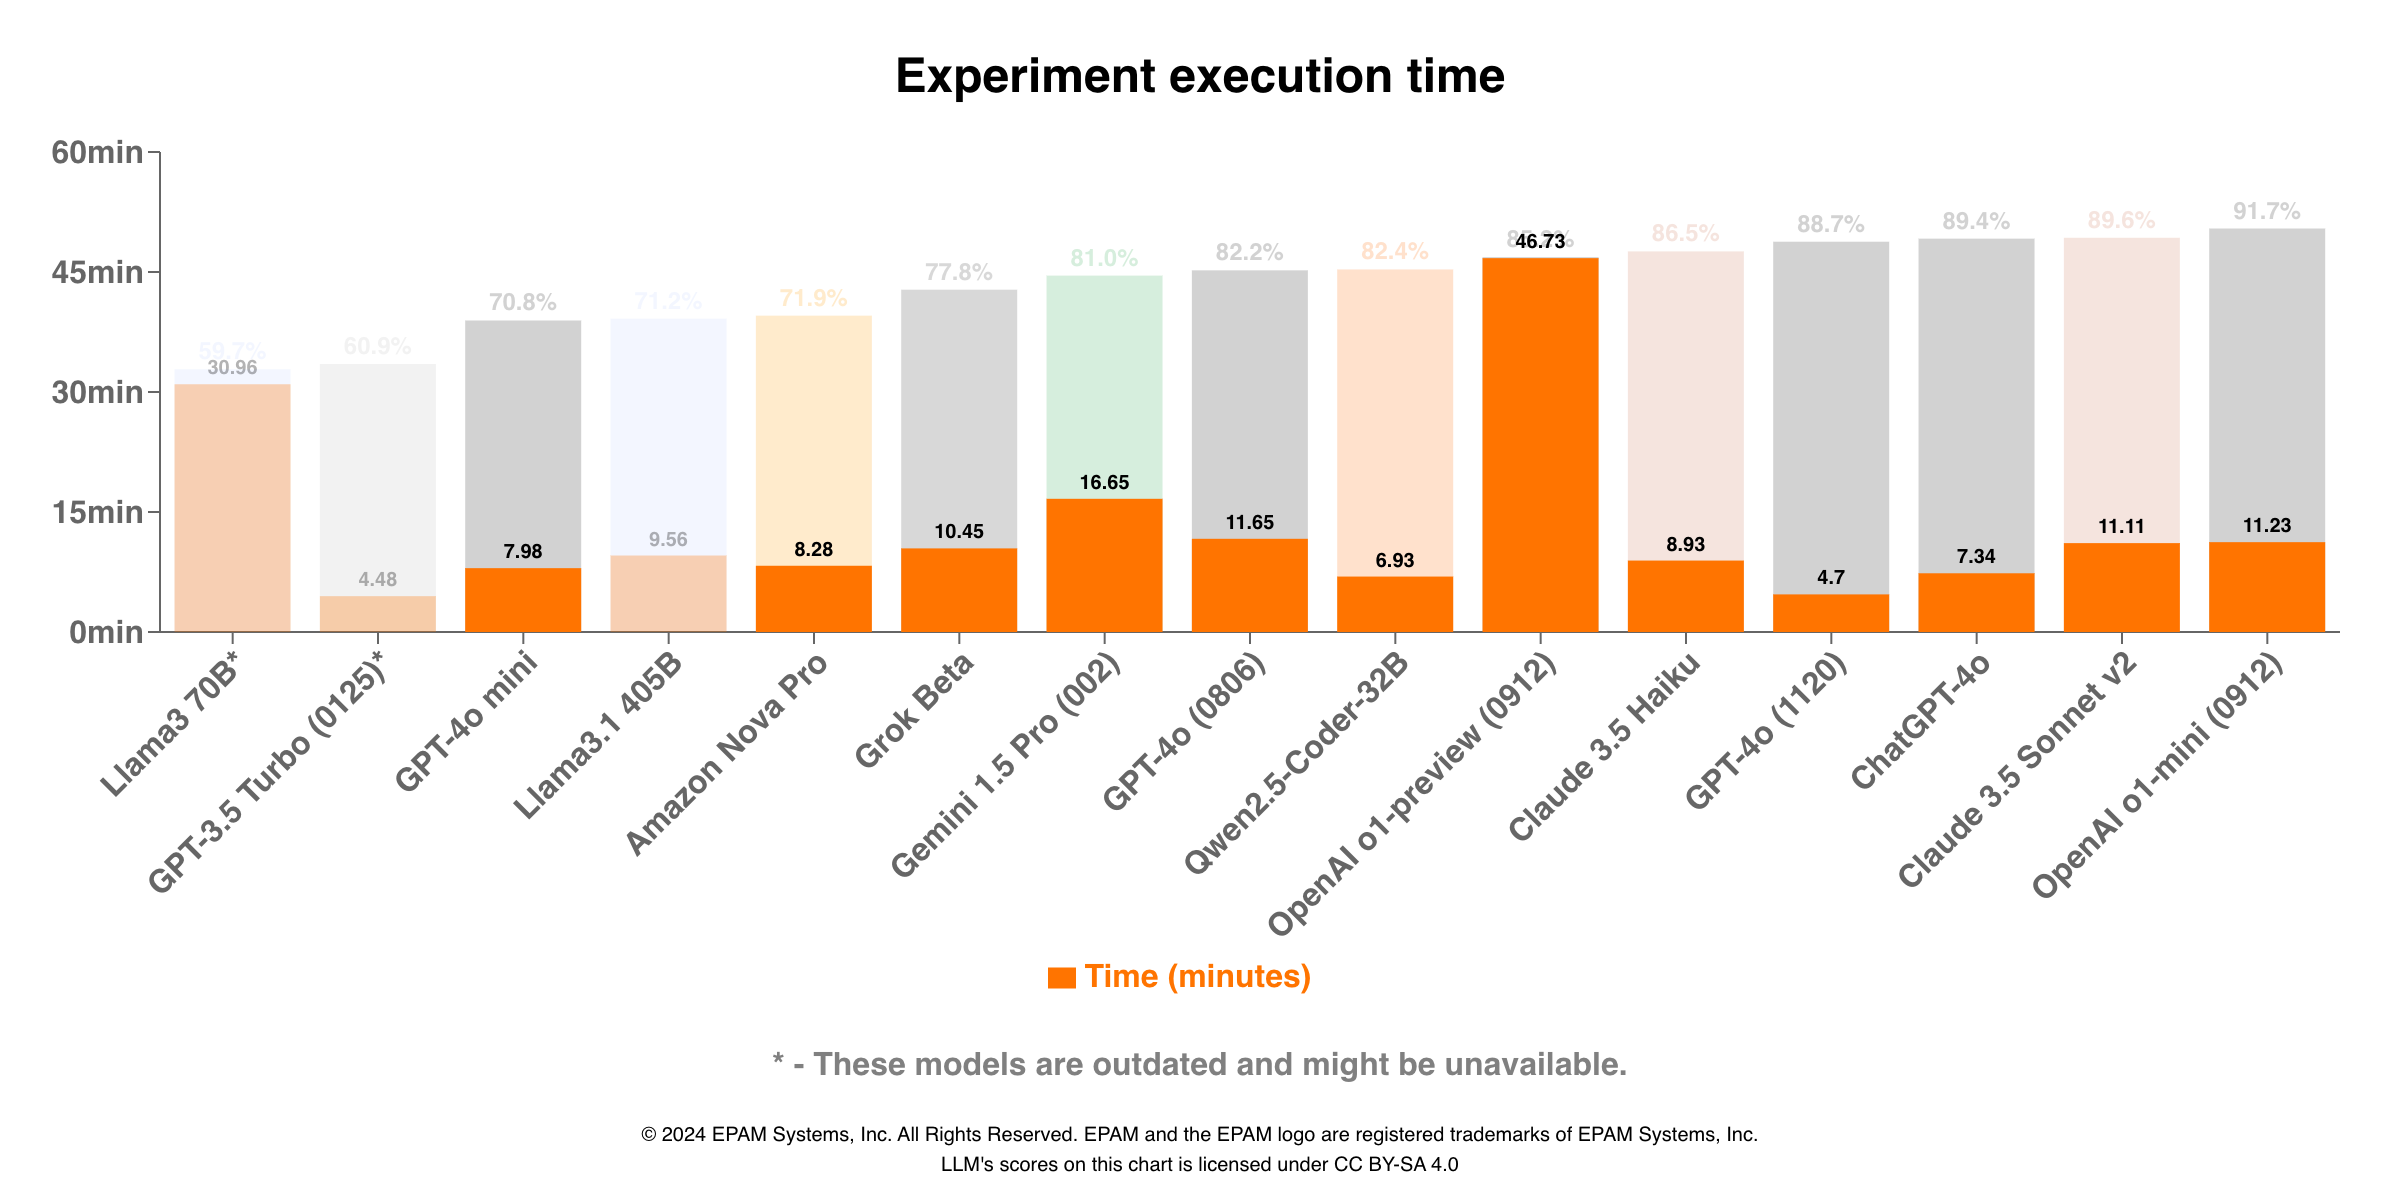 Experiment execution time
60min
45min
30min
15min
0min
59.7%
30.96
60.9%
4.48
70.8%
7.98
71.2%
9.56
71.9%
8.28
77.8%
10.45
81.0%
16.65
82.2%
11.65
82.4%
6.93
46.73
86.5%
8.93
88.7%
4.7
89.4%
7.34
89.6%
11.11
91.7%
11.23
Llama3 70B*
GPT-3.5 Turbo (0125)*
GPT-4o mini
Llama3.1 405B
Amazon Nova Pro
Grok Beta
Gemini 1.5 Pro (002)
GPT-4o (0806)
Qwen2.5-Coder-32B
OpenAI o1-preview (0912)
Claude 3.5 Haiku
GPT-4o (1120)
ChatGPT-4o
Claude 3.5 Sonnet v2
OpenAI o1-mini (0912)
Time (minutes)
* - These models are outdated and might be unavailable.
© 2024 EPAM Systems, Inc. All Rights Reserved. EPAM and the EPAM logo are registered trademarks of EPAM Systems, Inc.
LLM's scores on this chart is licensed under CC BY-SA 4.0